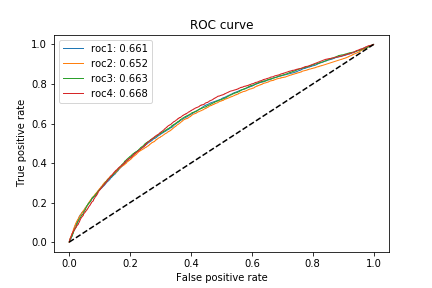 ROC curve
roc1: 0.661
roc2: 0.652
roc3: 0.663
roc4: 0.668
True positive rate
1.0
0.8
0.6
0.4
0.2
0.0
0.0 0.2 0.4 0.6 0.8 1.0
False positive rate